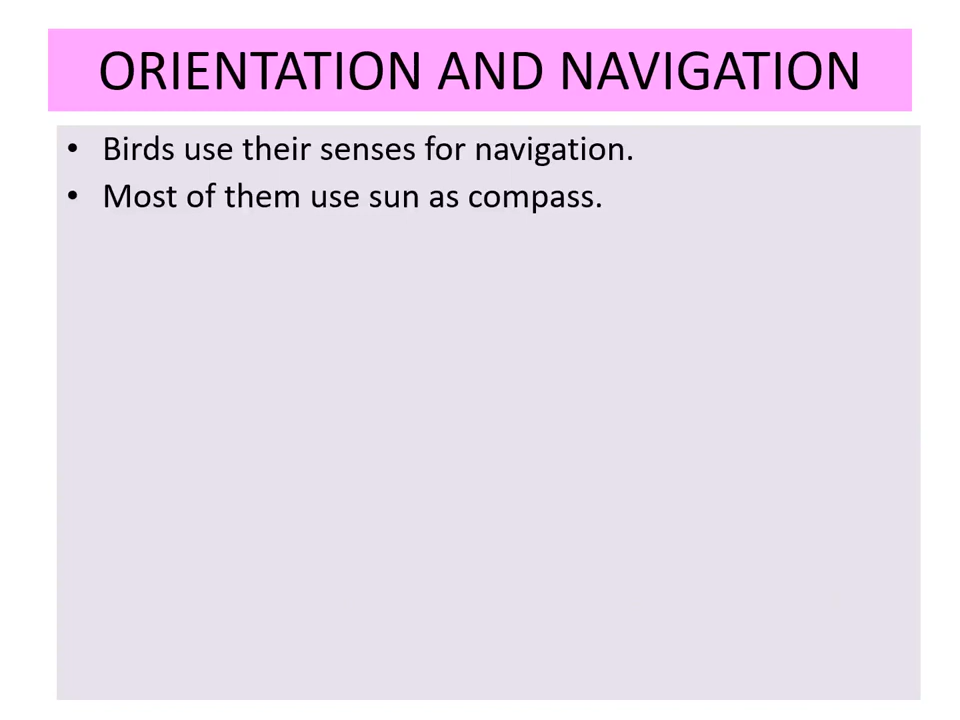 ORIENTATION AND NAVIGATION
• Birds use their senses for navigation.
• Most of them use sun as compass.